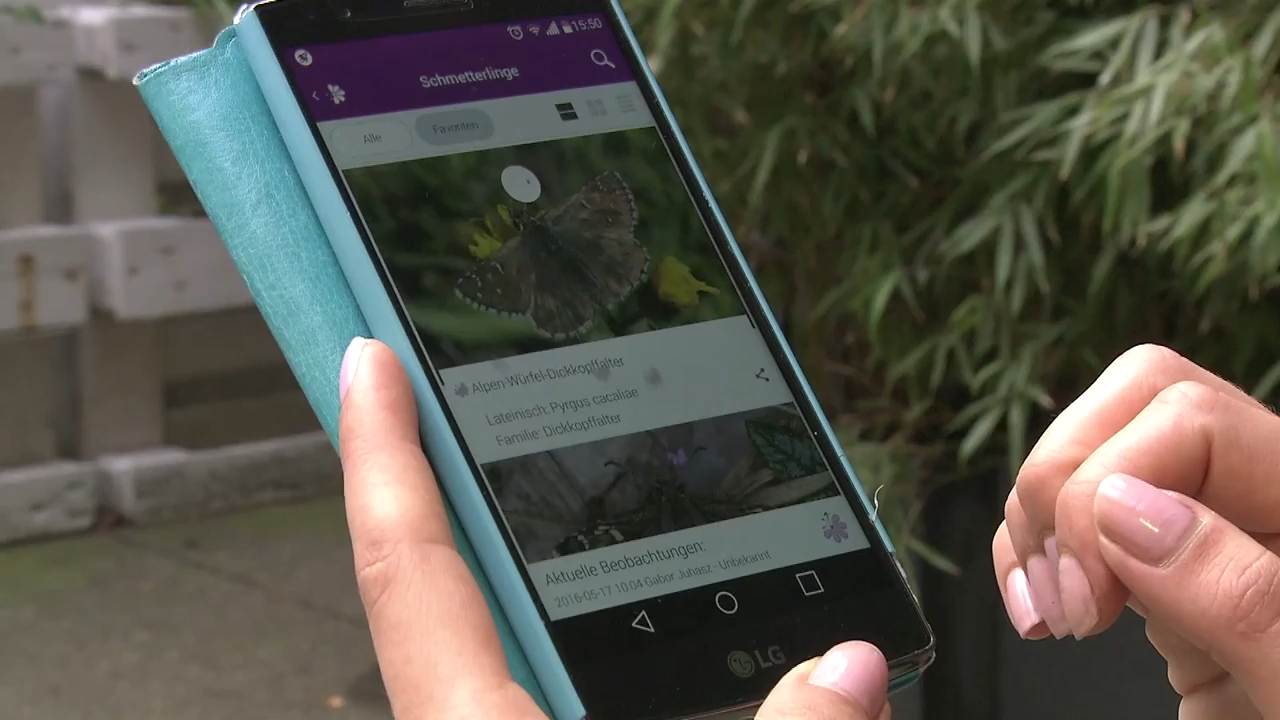 15:50
Schmetterlinge
Alle
Favoriten
Alpen-Würfel-Dickkopffalter
Lateinisch: Pyrgus cacaliae
Familie: Dickkopffalter
Aktuelle Beobachtungen:
2016-05-17 10:04 Gabor Juhasz - Unbekannt
LG